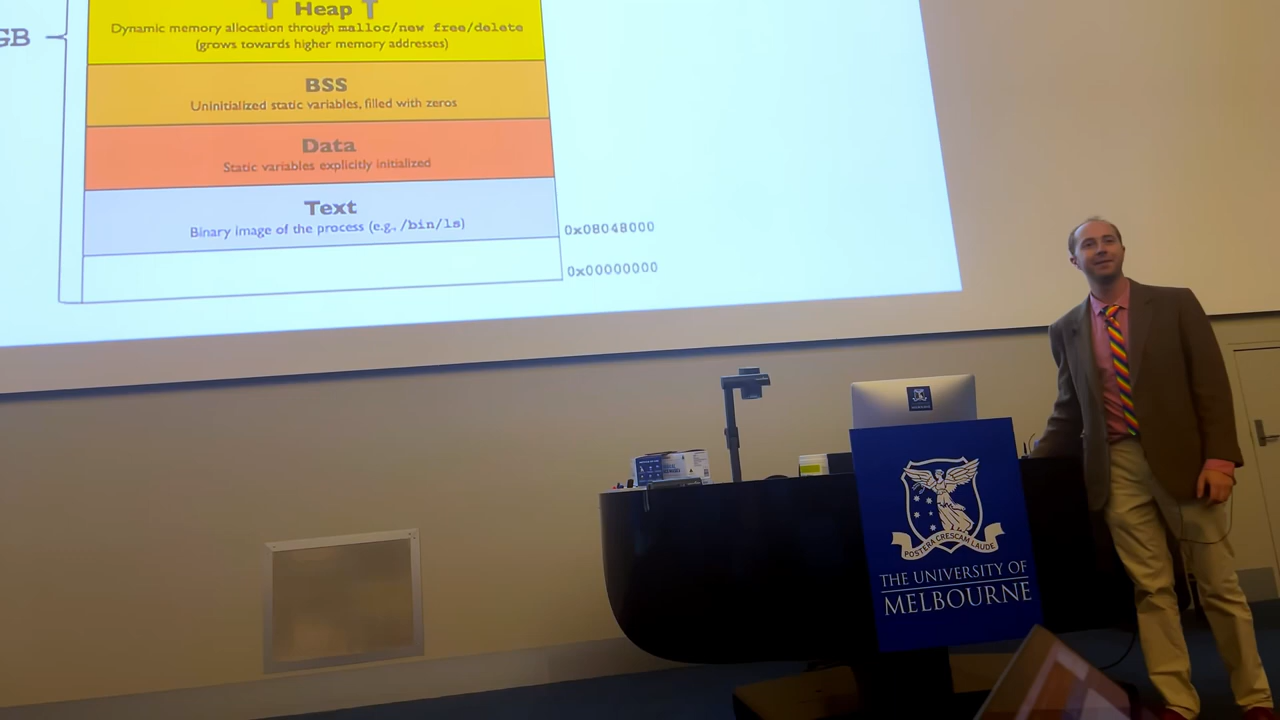 Heap
Dynamic memory allocation through malloc/new free/delete
(grows towards higher memory addresses)
GB
BSS
Uninitialized static variables, filled with zeros
Data
Static variables explicitly initialized
Text
Binary image of the process (e.g., /bin/ls)
0x08048000
0x00000000
POSTERA CRESCAM LAUDE
THE UNIVERSITY OF
MELBOURNE